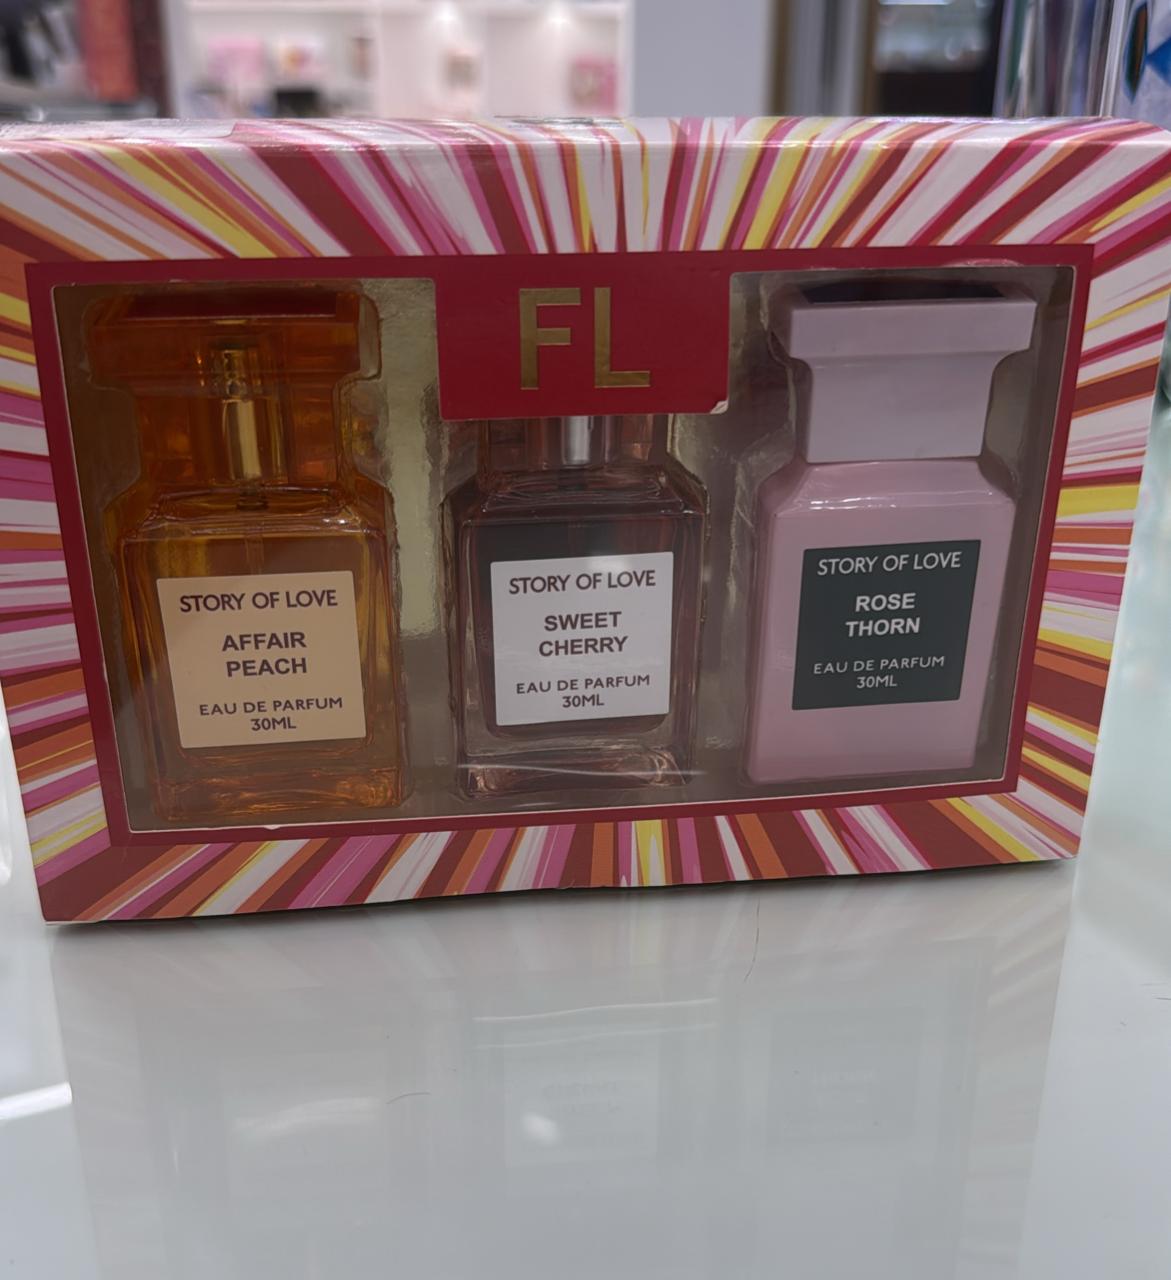 FL
STORY OF LOVE
AFFAIR
PEACH
EAU DE PARFUM
30ML
STORY OF LOVE
SWEET
CHERRY
EAU DE PARFUM
30ML
STORY OF LOVE
ROSE
THORN
EAU DE PARFUM
30ML